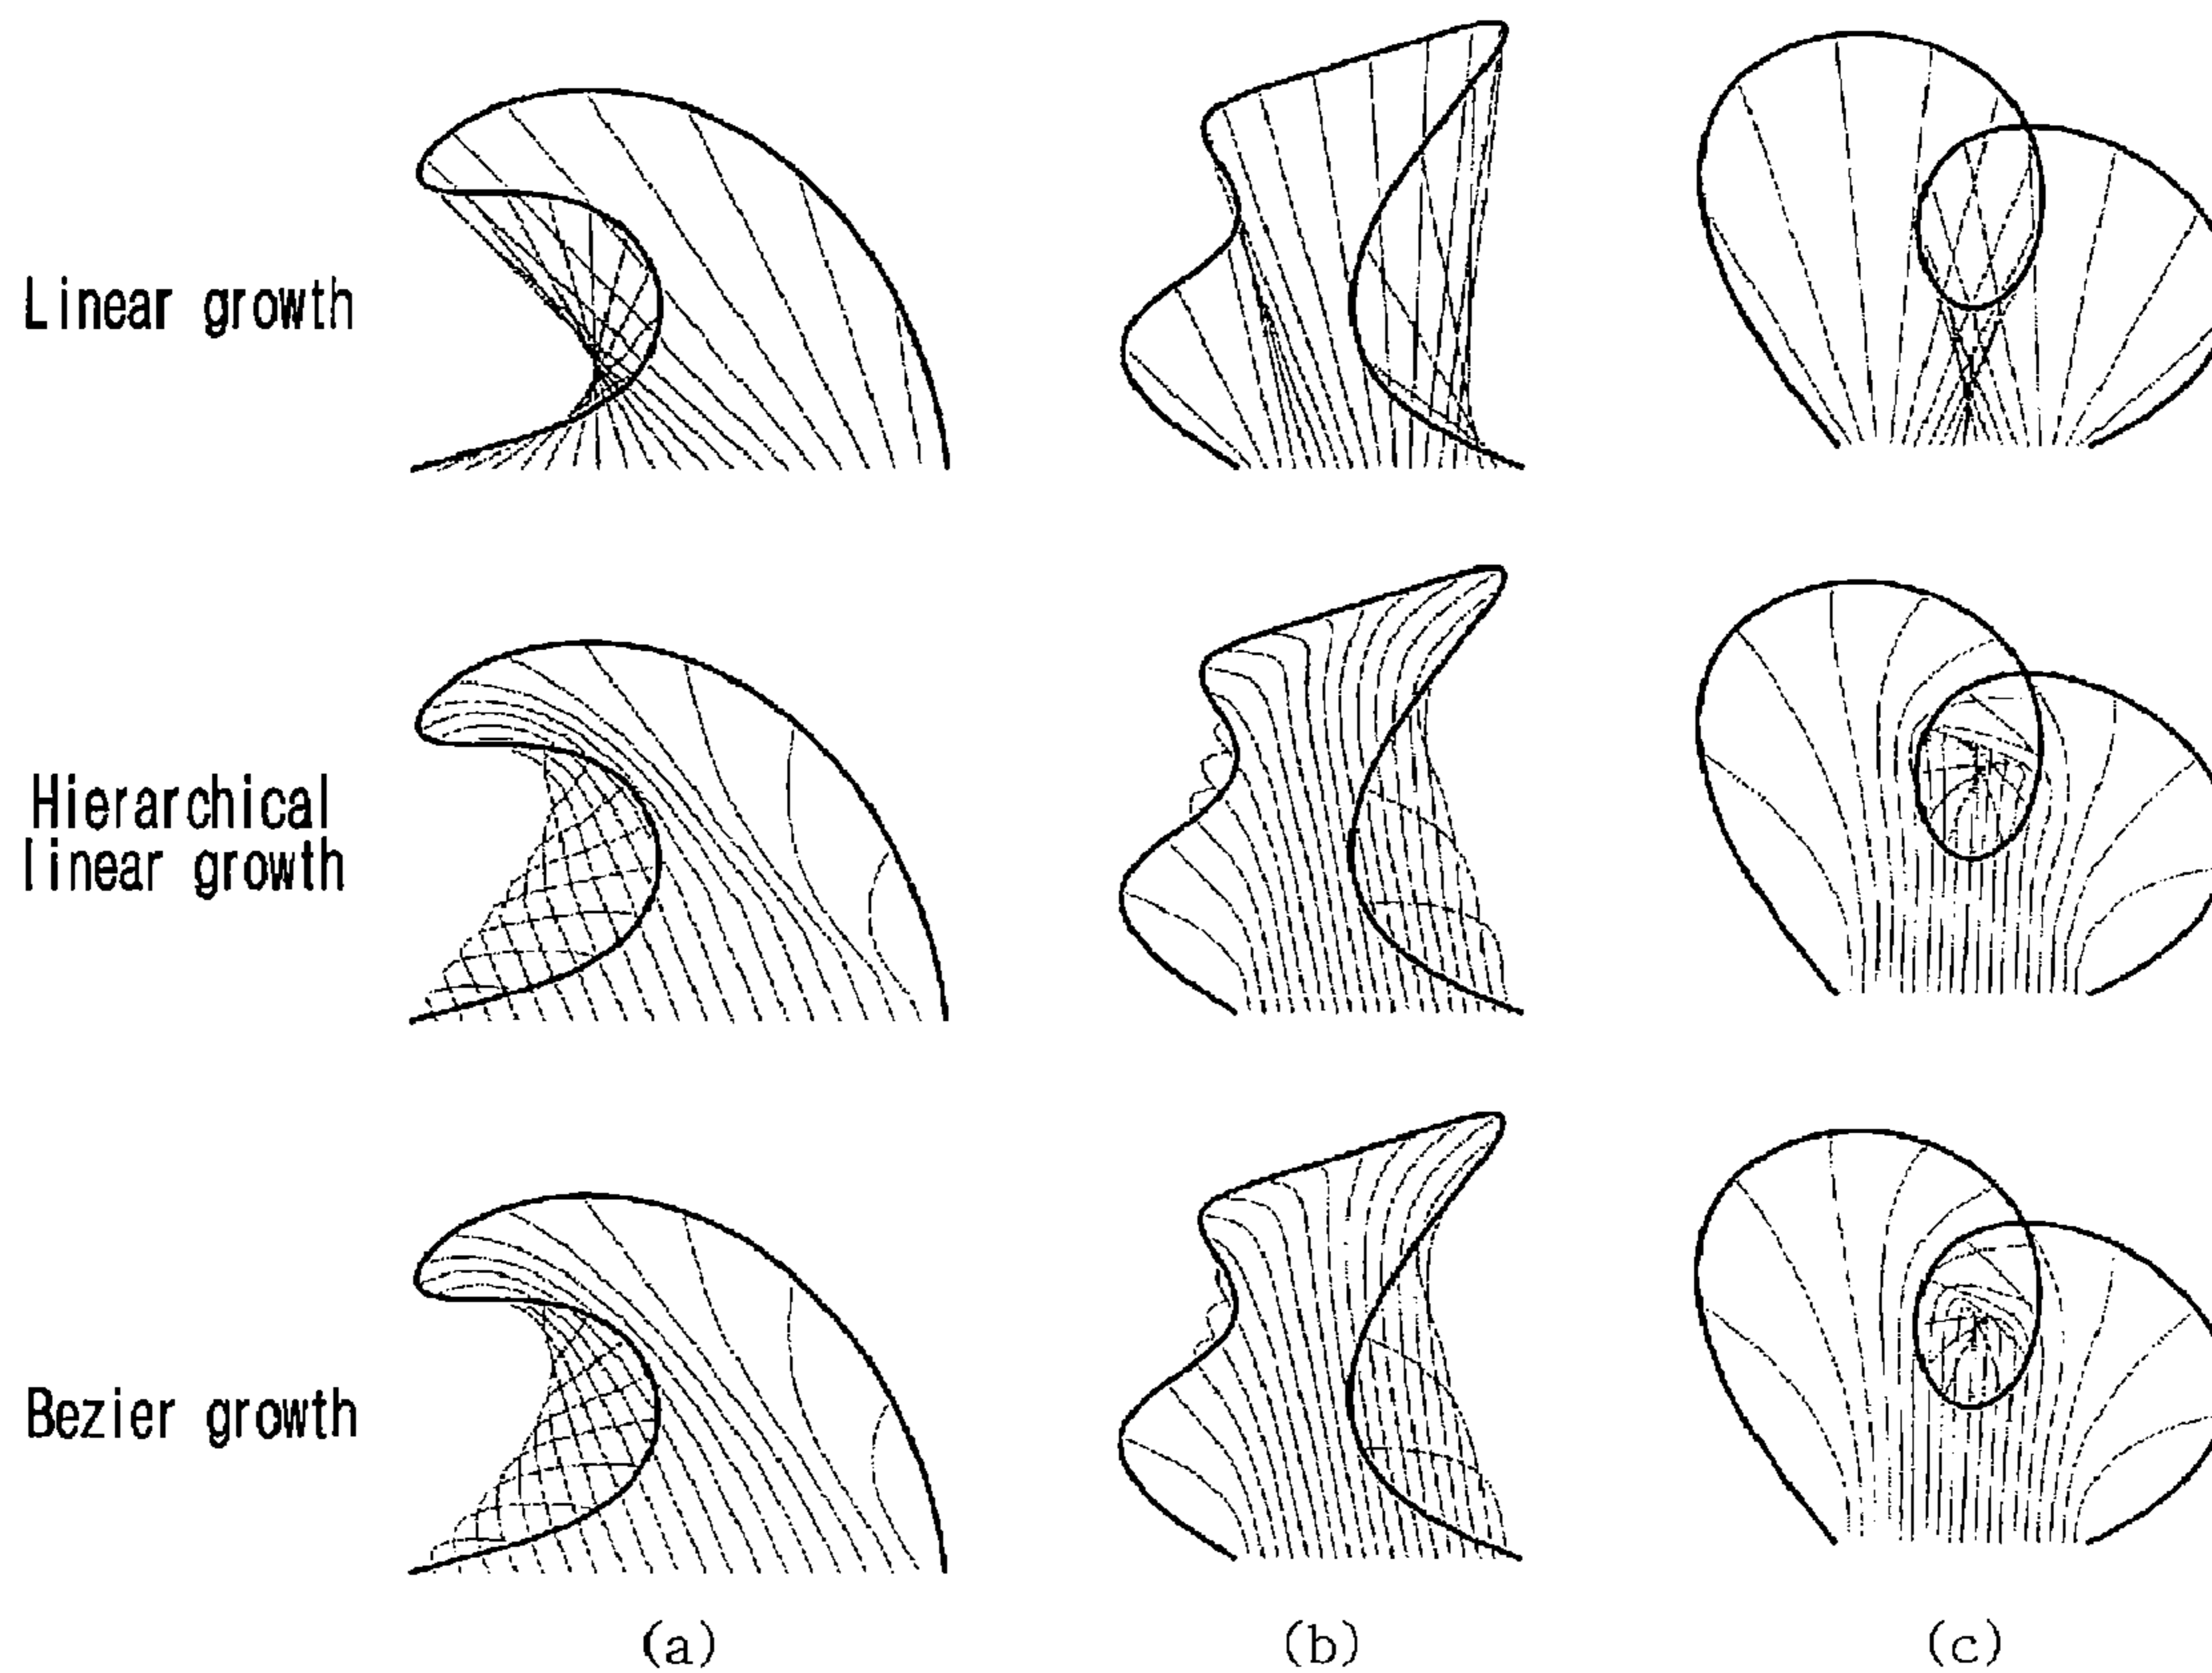 Linear growth
Hierarchical
linear growth
Bezier growth
(a) (b) (c)